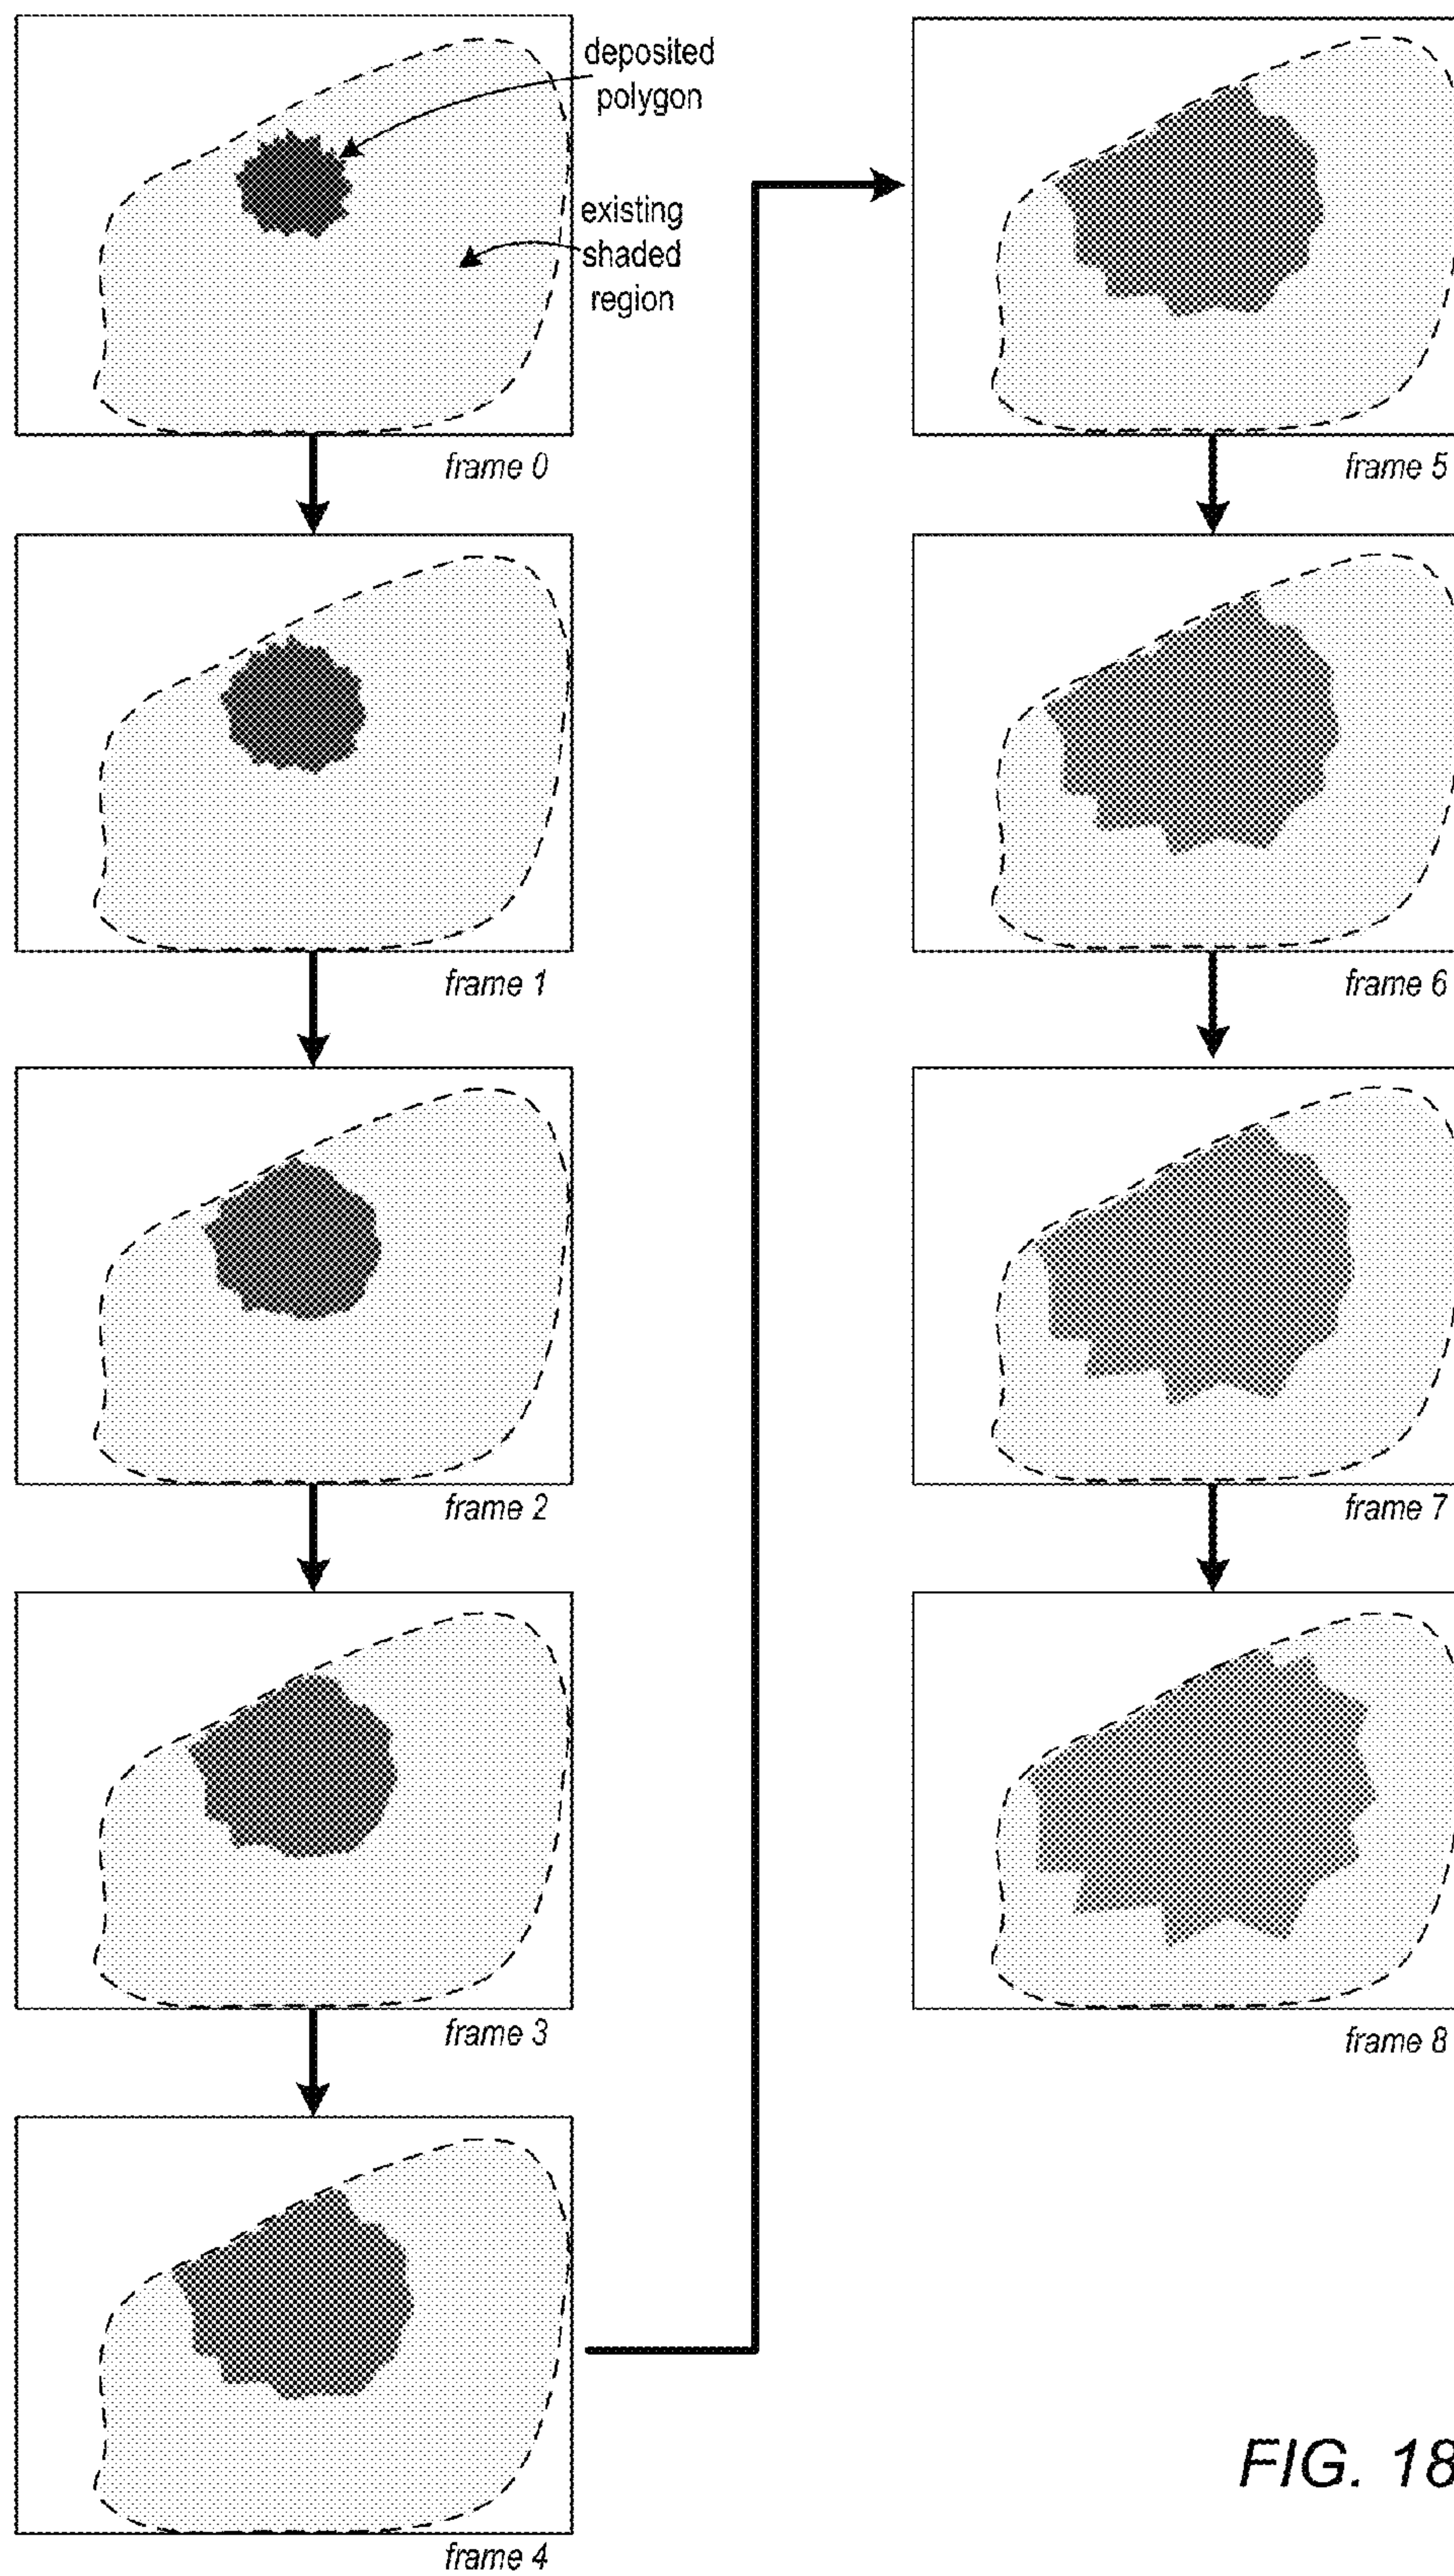 deposited
polygon
existing
shaded
region
frame 0
frame 1
frame 2
frame 3
frame 4
frame 5
frame 6
frame 7
frame 8
FIG. 18